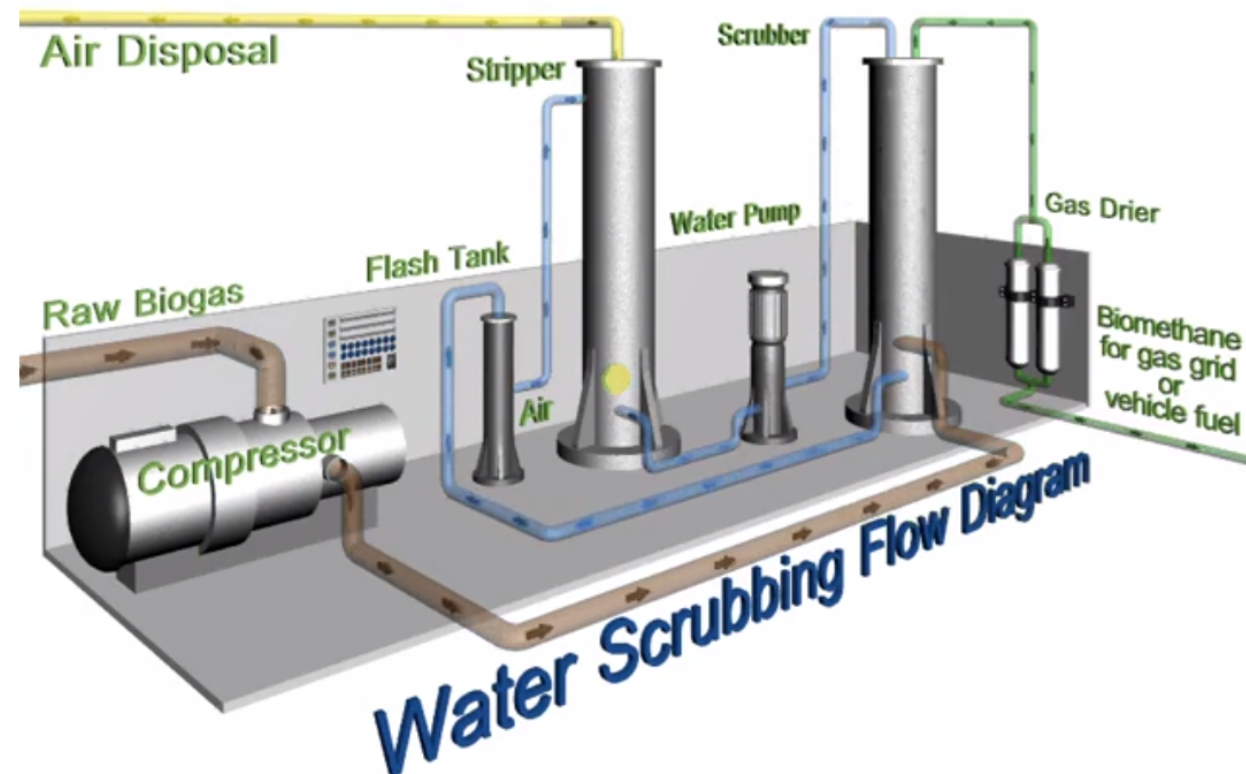 Air Disposal
Stripper
Scrubber
Water Pump
Gas Drier
Flash Tank
Raw Biogas
Biomethane
for gas grid
or
vehicle fuel
Air
Compressor
Water Scrubbing Flow Diagram